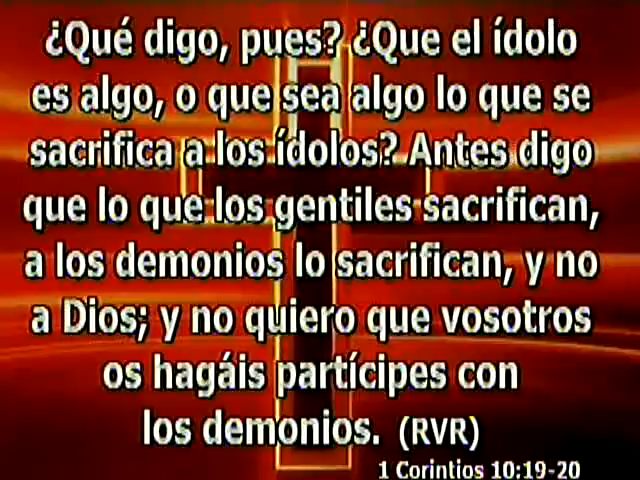 ¿Qué digo, pues? ¿Que el ídolo
es algo, o que sea algo lo que se
sacrifica a los ídolos? Antes digo
que lo que los gentiles sacrifican,
a los demonios lo sacrifican, y no
a Dios; y no quiero que vosotros
os hagáis partícipes con
los demonios. (RVR)
1 Corintios 10:19-20